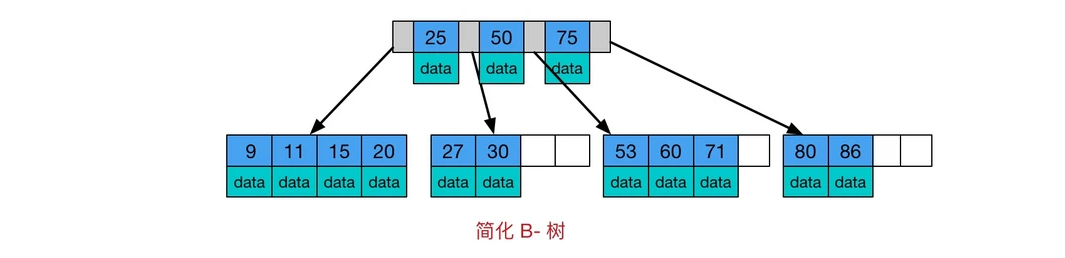 25 50 75
data data data
9 11 15 20 27 30 53 60 71 80 86
data data data data data data data data data data data
简化 B- 树